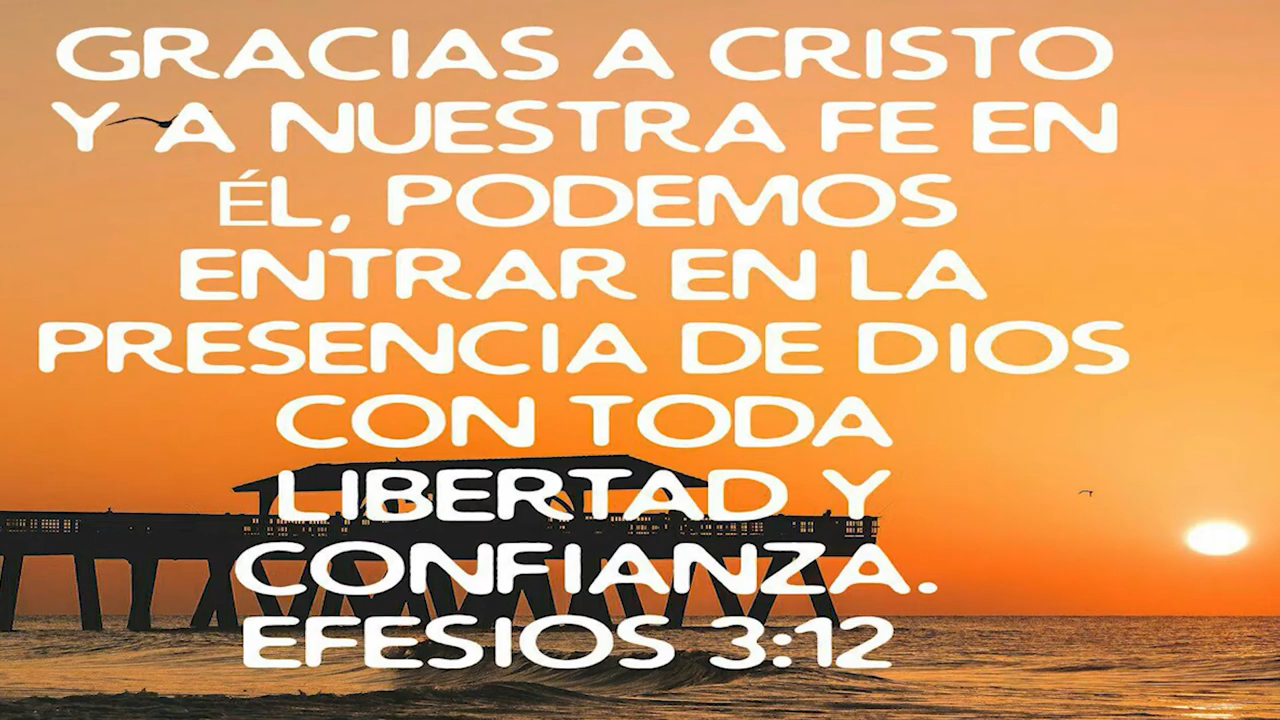 GRACIAS A CRISTO
Y A NUESTRA FE EN
ÉL, PODEMOS
ENTRAR EN LA
PRESENCIA DE DIOS
CON TODA
LIBERTAD Y
CONFIANZA.
EFESIOS 3:12